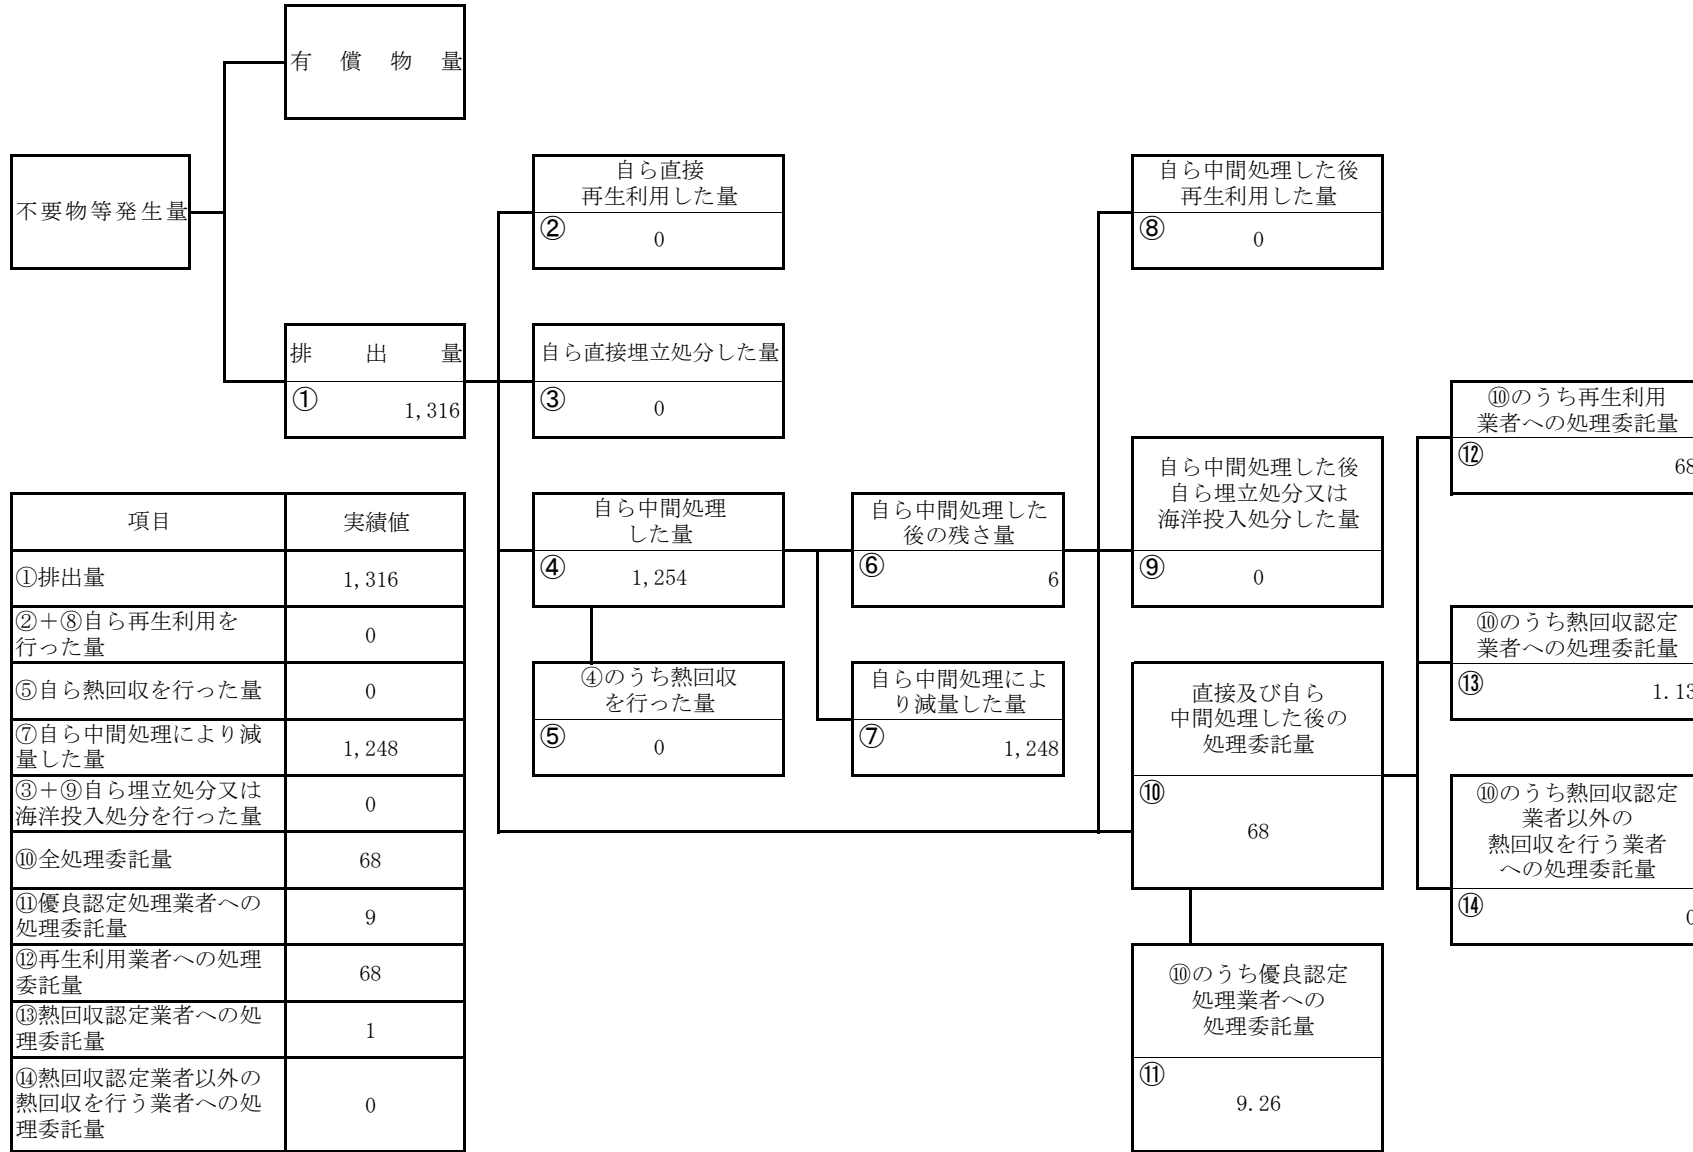 有償物量
不要物等発生量
自ら直接
再生利用した量
② 0
自ら中間処理した後
再生利用した量
⑧ 0
排出量
① 1,316
自ら直接埋立処分した量
③ 0
⑩のうち再生利用
業者への処理委託量
⑫ 68
自ら中間処理した後
自ら埋立処分又は
海洋投入処分した量
⑨ 0
自ら中間処理
した量
④ 1,254
自ら中間処理した
後の残さ量
⑥ 6
⑩のうち熱回収認定
業者への処理委託量
⑬ 1.13
④のうち熱回収
を行った量
⑤ 0
自ら中間処理によ
り減量した量
⑦ 1,248
直接及び自ら
中間処理した後の
処理委託量
⑩
68
⑩のうち熱回収認定
業者以外の
熱回収を行う業者
への処理委託量
⑭ 0
⑩のうち優良認定
処理業者への
処理委託量
⑪
9.26
項目 実績値
①排出量 1,316
②+⑧自ら再生利用を
行った量 0
⑤自ら熱回収を行った量 0
⑦自ら中間処理により減
量した量 1,248
③+⑨自ら埋立処分又は
海洋投入処分を行った量 0
⑩全処理委託量 68
⑪優良認定処理業者への
処理委託量 9
⑫再生利用業者への処理
委託量 68
⑬熱回収認定業者への処
理委託量 1
⑭熱回収認定業者以外の
熱回収を行う業者への処
理委託量 0